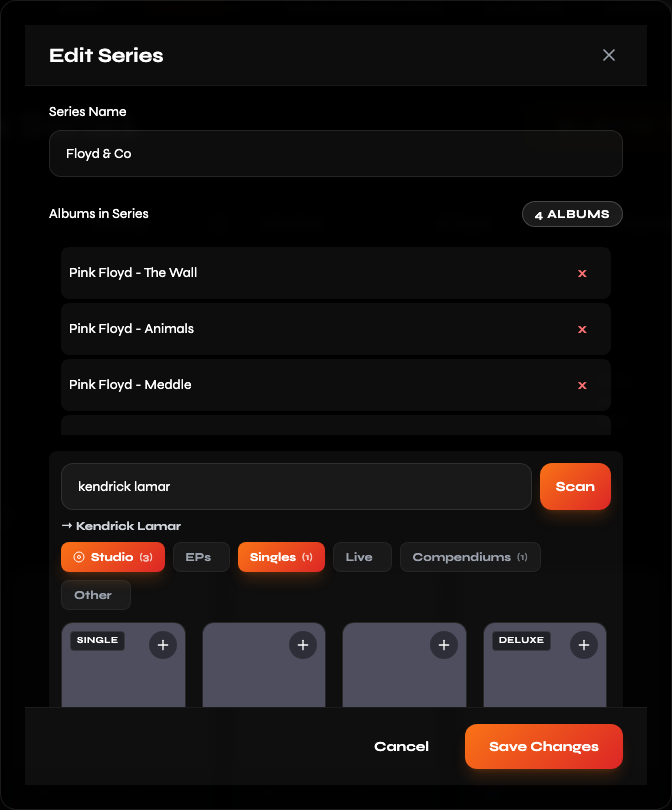 Edit Series
Series Name
Floyd & Co
Albums in Series
4 ALBUMS
Pink Floyd - The Wall
x
Pink Floyd - Animals
x
Pink Floyd - Meddle
x
kendrick lamar
Scan
→ Kendrick Lamar
Studio (3)
EPs
Singles (1)
Live
Compendiums (1)
Other
SINGLE
+
+
+
DELUXE
+
Cancel
Save Changes